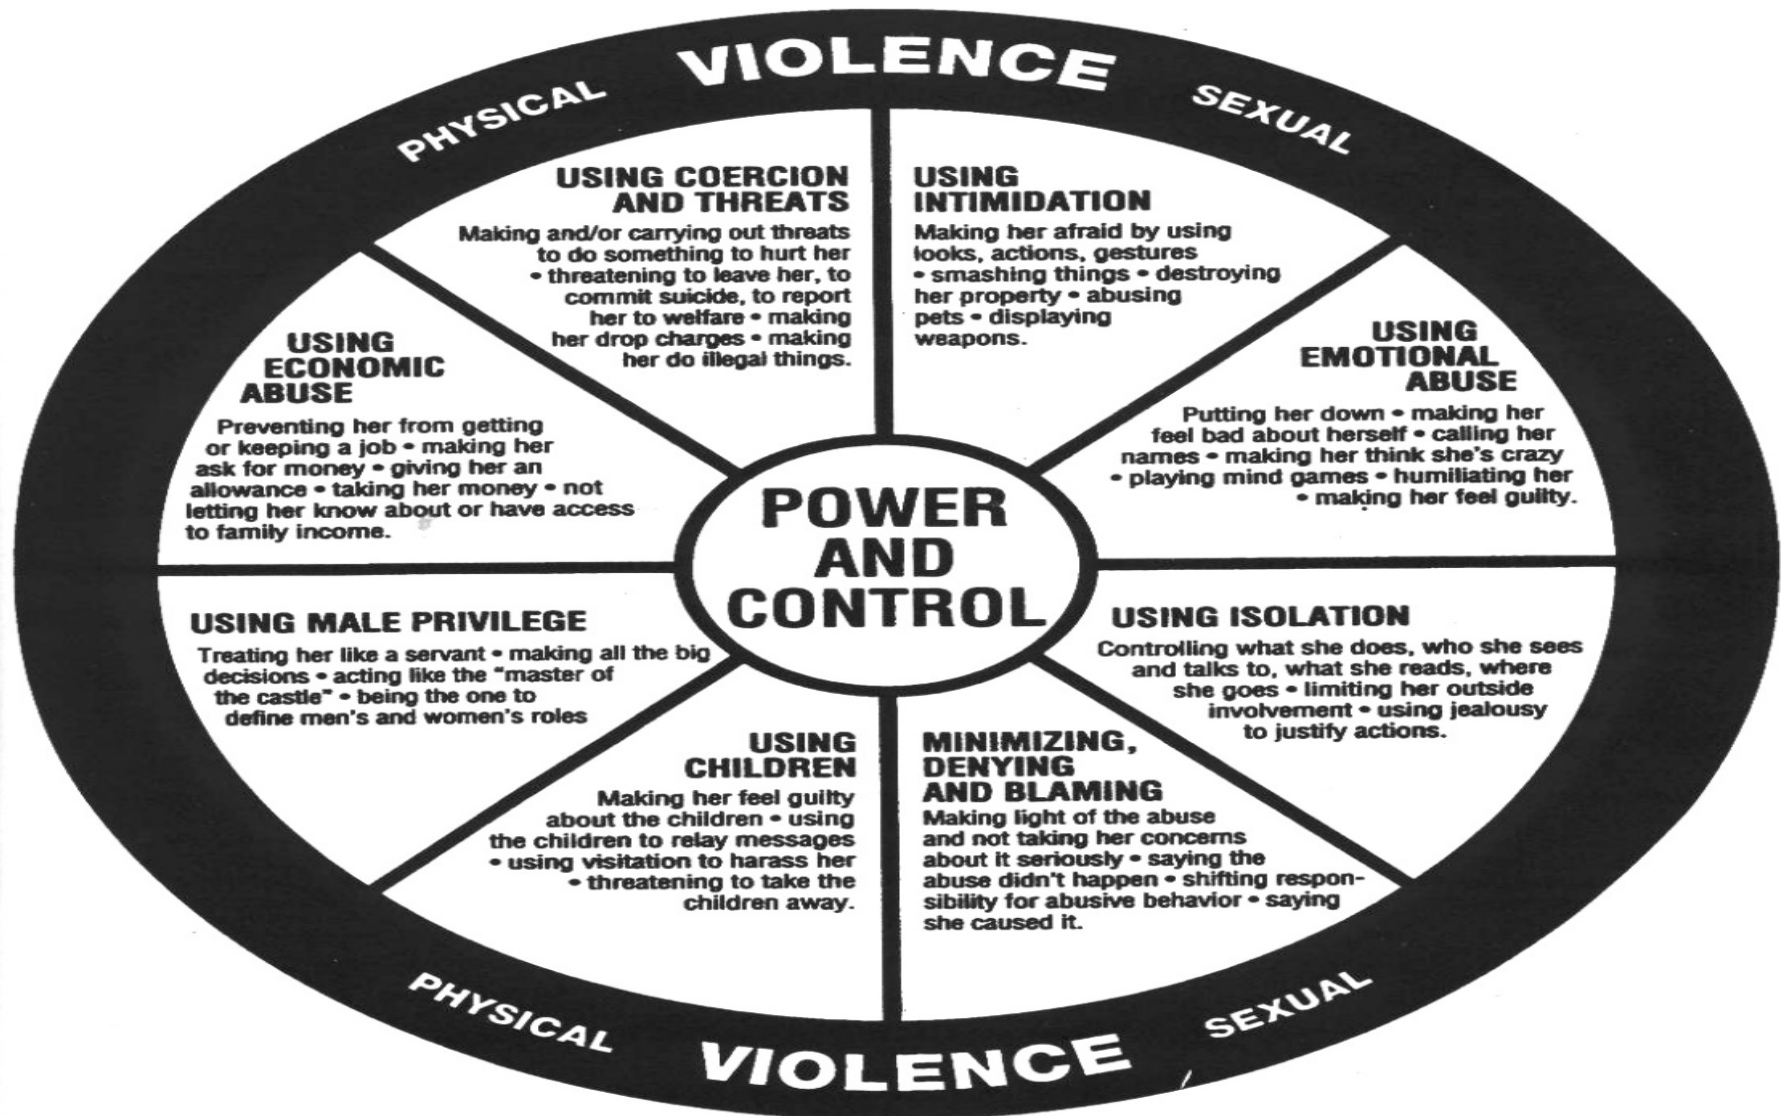 VIOLENCE
PHYSICAL
SEXUAL
USING COERCION
AND THREATS
Making and/or carrying out threats
to do something to hurt her
• threatening to leave her, to
commit suicide, to report
her to welfare • making
her drop charges • making
her do illegal things.
USING
INTIMIDATION
Making her afraid by using
looks, actions, gestures
• smashing things • destroying
her property • abusing
pets • displaying
weapons.
USING
EMOTIONAL
ABUSE
Putting her down • making her
feel bad about herself • calling her
names • making her think she's crazy
• playing mind games • humiliating her
• making her feel guilty.
USING ISOLATION
Controlling what she does, who she sees
and talks to, what she reads, where
she goes • limiting her outside
involvement • using jealousy
to justify actions.
MINIMIZING,
DENYING
AND BLAMING
Making light of the abuse
and not taking her concerns
about it seriously • saying the
abuse didn't happen • shifting respon-
sibility for abusive behavior • saying
she caused it.
USING
CHILDREN
Making her feel guilty
about the children • using
the children to relay messages
• using visitation to harass her
• threatening to take the
children away.
USING MALE PRIVILEGE
Treating her like a servant • making all the big
decisions • acting like the "master of
the castle" • being the one to
define men's and women's roles
USING
ECONOMIC
ABUSE
Preventing her from getting
or keeping a job • making her
ask for money • giving her an
allowance • taking her money • not
letting her know about or have access
to family income.
POWER
AND
CONTROL
PHYSICAL
VIOLENCE
SEXUAL